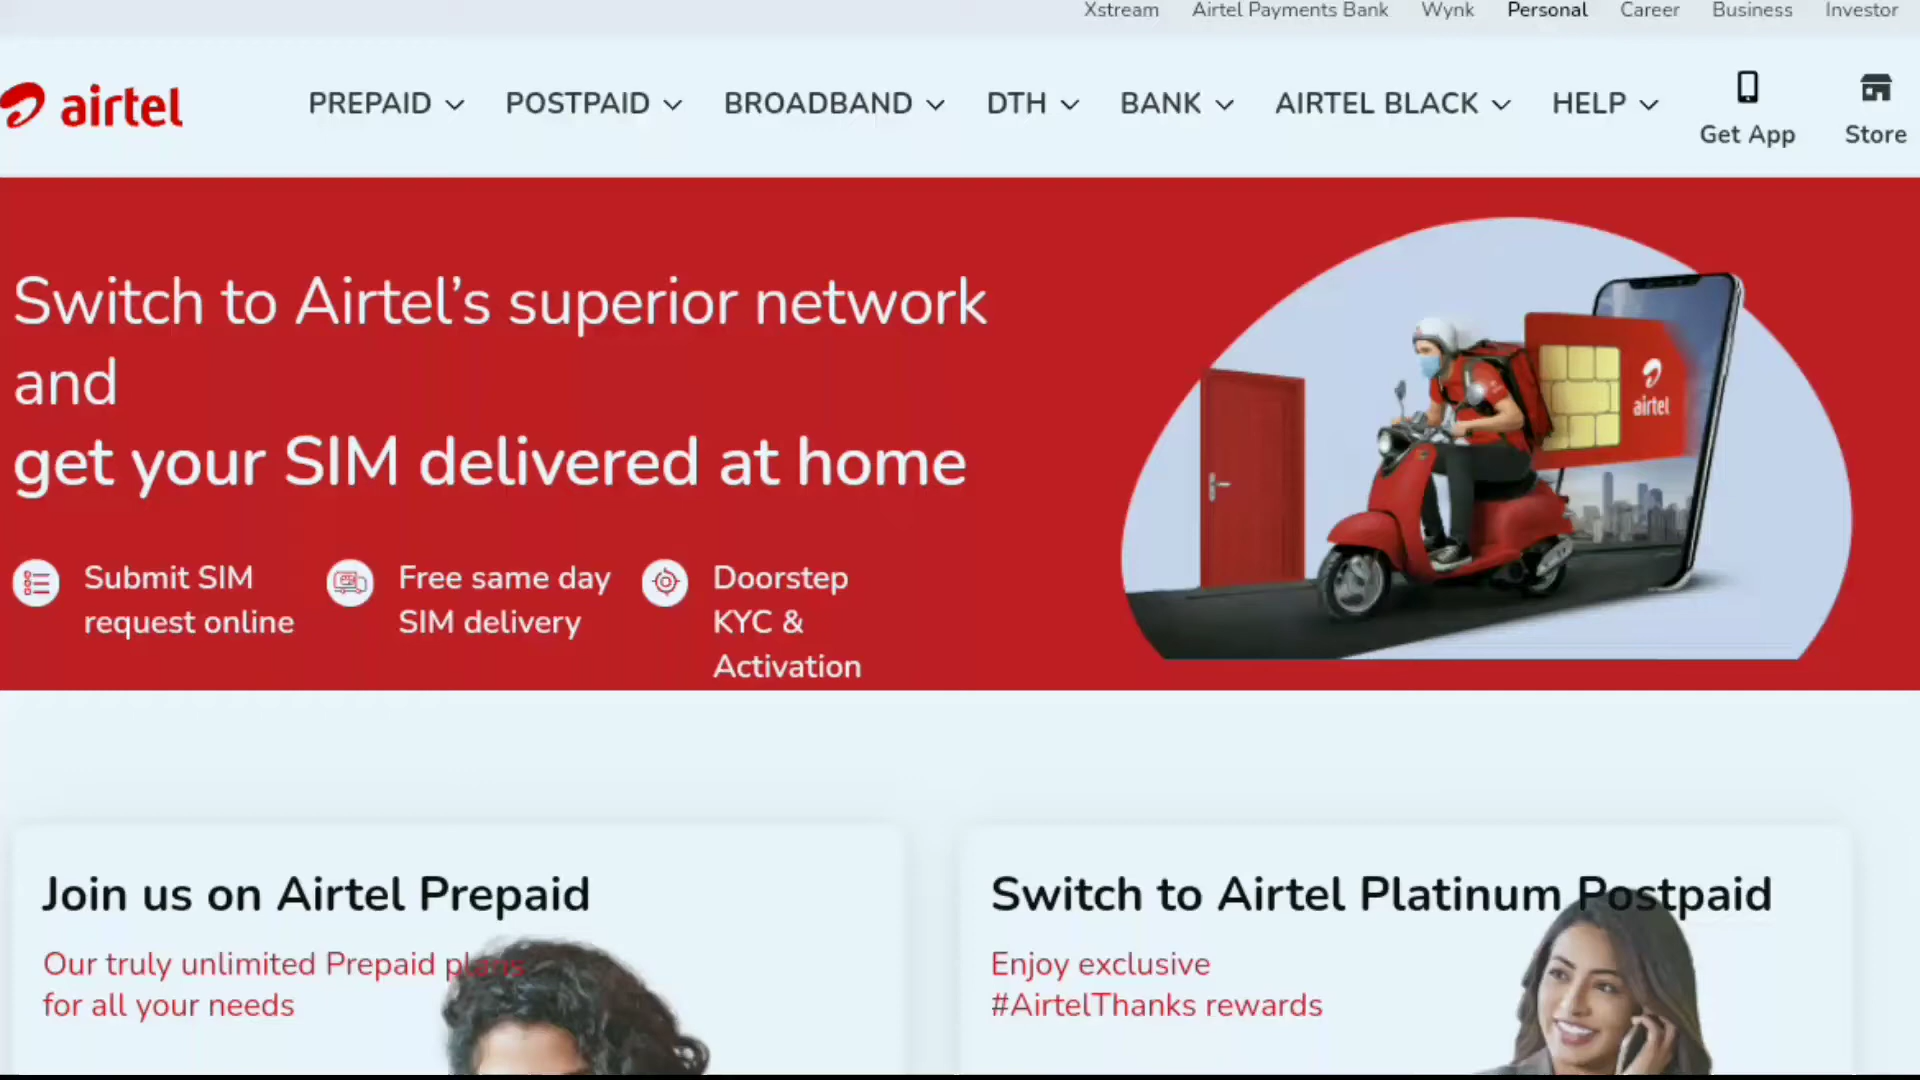 Xstream Airtel Payments Bank Wynk Personal Career Business Investor
airtel
PREPAID POSTPAID BROADBAND DTH BANK AIRTEL BLACK HELP
Get App Store
Switch to Airtel’s superior network
and
get your SIM delivered at home
airtel
Submit SIM
request online
Free same day
SIM delivery
Doorstep
KYC &
Activation
Join us on Airtel Prepaid
Our truly unlimited Prepaid plans
for all your needs
Switch to Airtel Platinum Postpaid
Enjoy exclusive
#AirtelThanks rewards